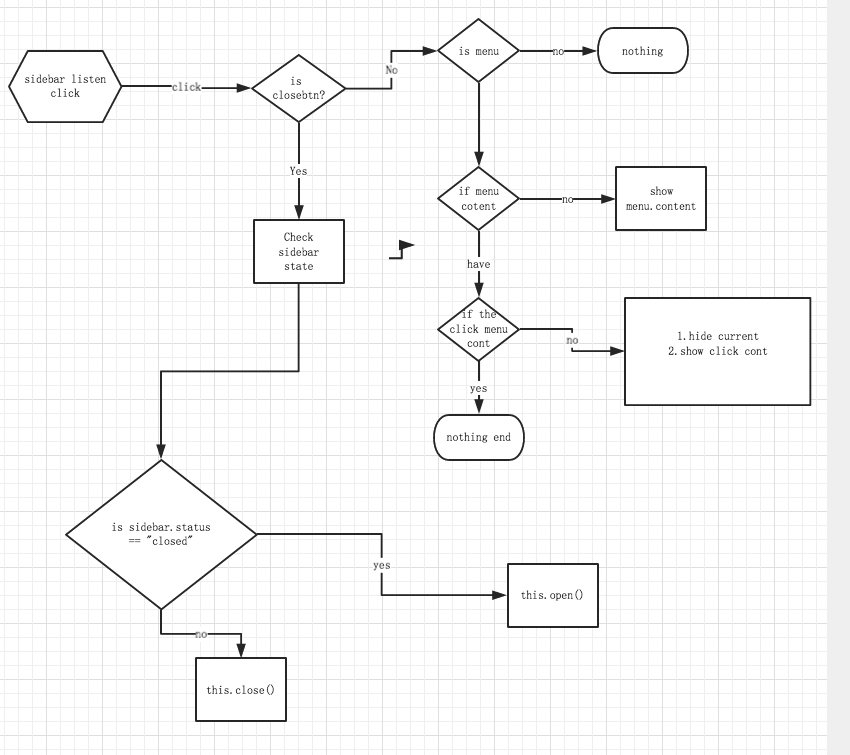 sidebar listen
click
click
is
closebtn?
No
is menu
no
nothing
Yes
if menu
cotent
no
show
menu.content
Check
sidebar
state
have
if the
click menu
cont
no
1.hide current
2.show click cont
yes
nothing end
is sidebar.status
== "closed"
yes
this.open()
no
this.close()